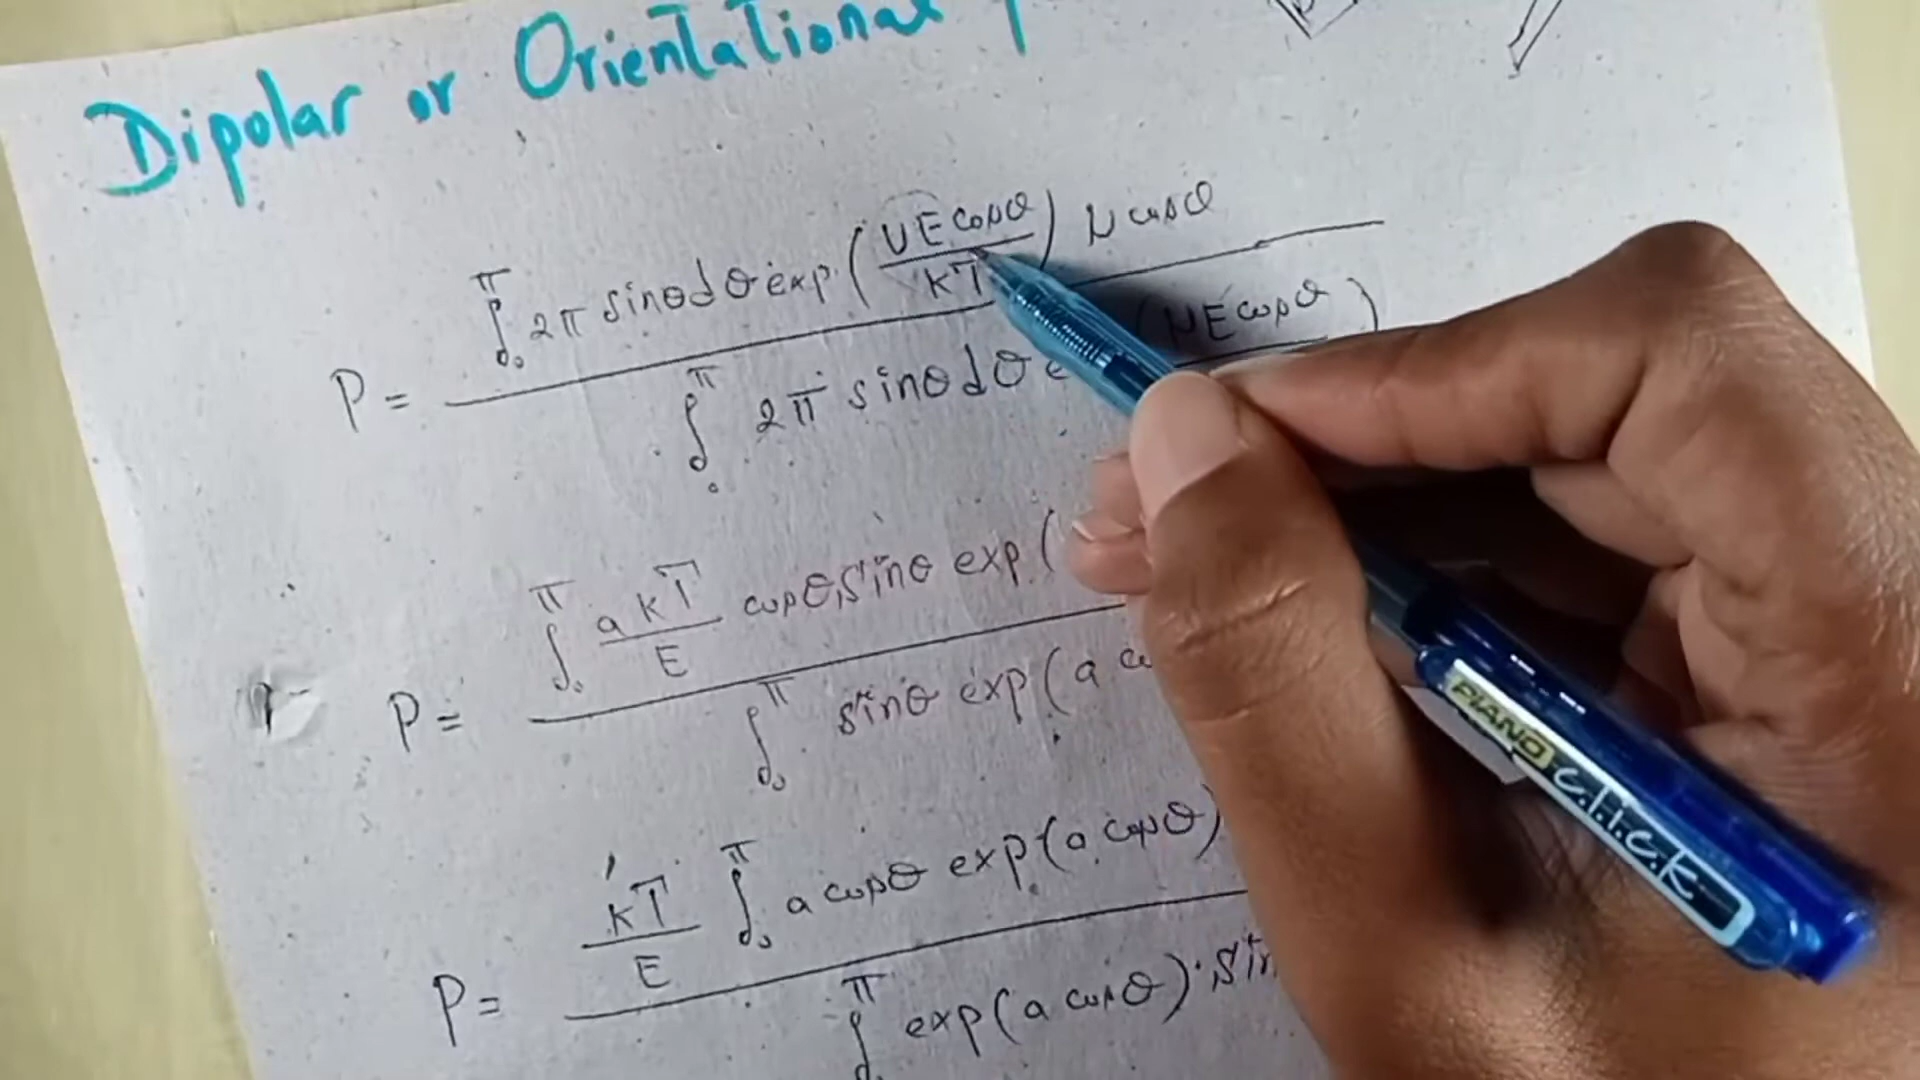 Dipolar or Orientational
P = ∫₀^π 2π sinθ dθ exp (μE cosθ / kT) μ cosθ
∫₀^π 2π sinθ dθ (μE cosθ)
P = ∫₀^π a kT / E cosθ sinθ exp (
∫₀^π sinθ exp (a
P = kT / E ∫₀^π a cosθ exp (a cosθ)
∫₀^π exp (a cosθ) · sin
PIANO c.l.i.c.k